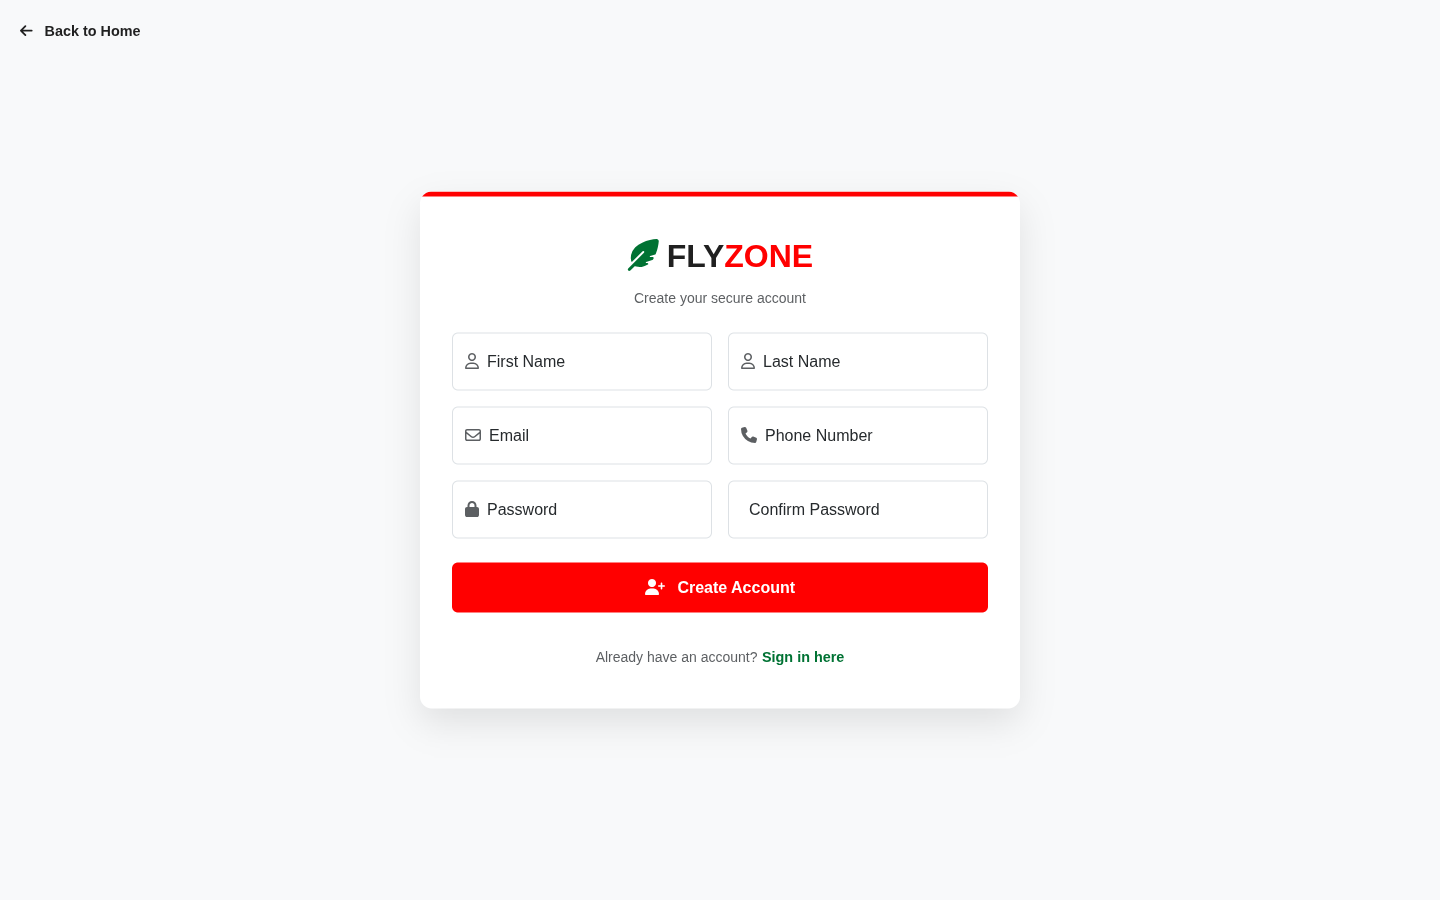 Back to Home
FLYZONE
Create your secure account
First Name
Last Name
Email
Phone Number
Password
Confirm Password
Create Account
Already have an account? Sign in here